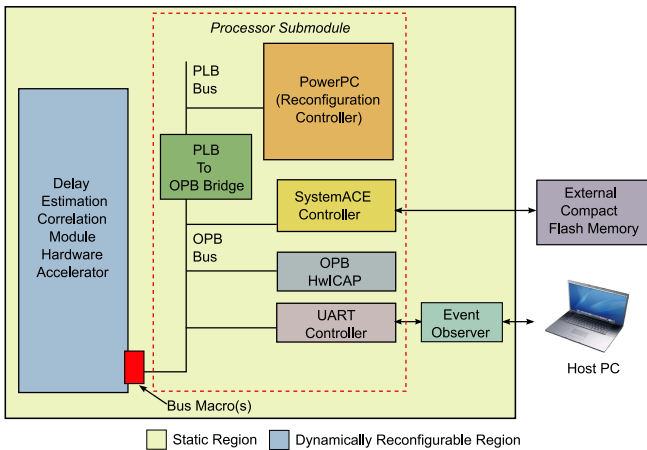 Processor Submodule
PLB
Bus
PowerPC
(Reconfiguration
Controller)
PLB
To
OPB Bridge
Delay
Estimation
Correlation
Module
Hardware
Accelerator
SystemACE
Controller
External
Compact
Flash Memory
OPB
Bus
OPB
HwICAP
UART
Controller
Event
Observer
Host PC
Bus Macro(s)
Static Region
Dynamically Reconfigurable Region